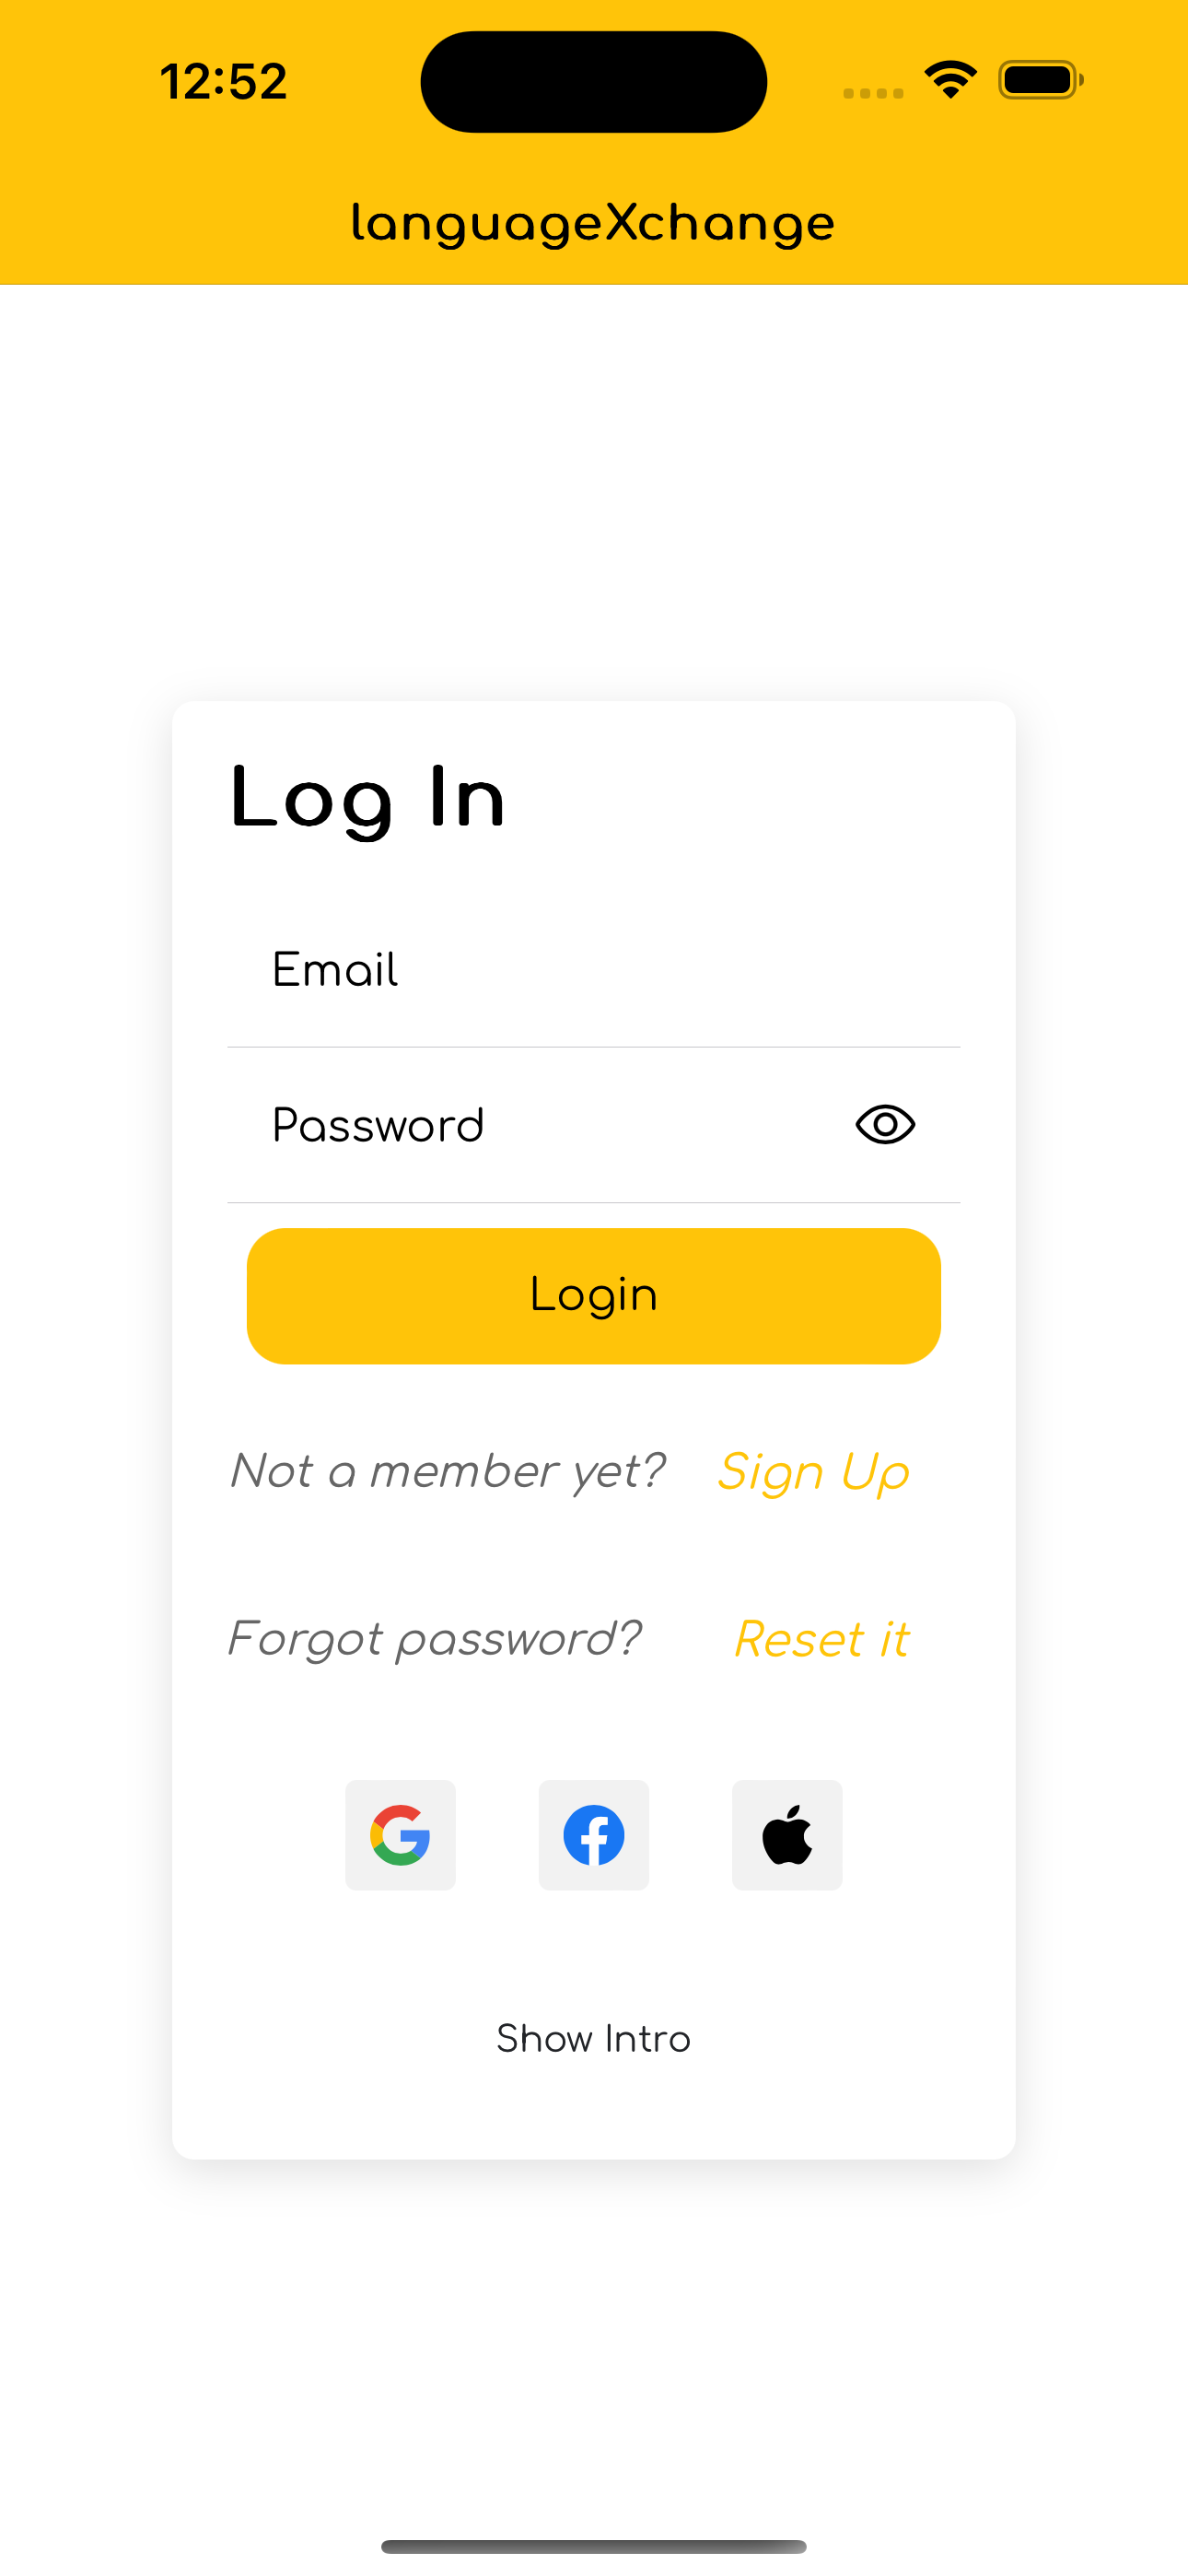 12:52
languageXchange
Log In
Email
Password
Login
Not a member yet? Sign Up
Forgot password? Reset it
Show Intro